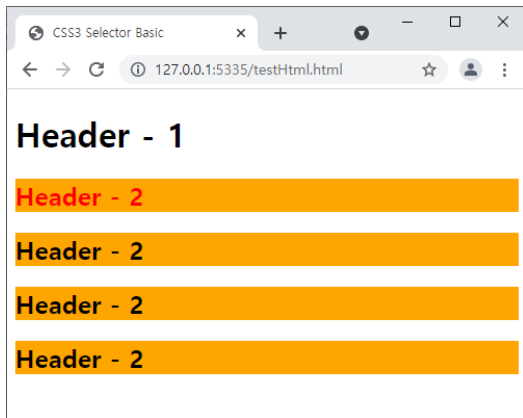 CSS3 Selector Basic
127.0.0.1:5335/testHtml.html
Header - 1
Header - 2
Header - 2
Header - 2
Header - 2